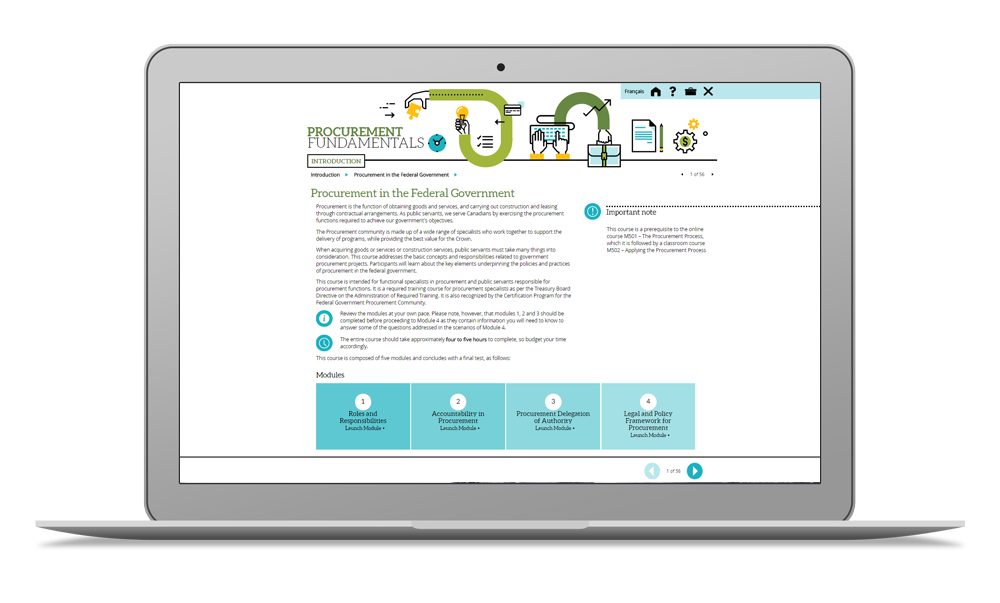 Français
PROCUREMENT
FUNDAMENTALS
INTRODUCTION
Introduction Procurement in the Federal Government
1 of 56
Procurement in the Federal Government
Procurement is the function of obtaining goods and services, and carrying out construction and leasing
through contractual arrangements. As public servants, we serve Canadians by exercising the procurement
functions required to achieve our government's objectives.
The Procurement community is made up of a wide range of specialists who work together to support the
delivery of programs, while providing the best value for the Crown.
When acquiring goods or services or construction services, public servants must take many things into
consideration. This course addresses the basic concepts and responsibilities related to government
procurement projects. Participants will learn about the key elements underpinning the policies and practices
of procurement in the federal government.
This course is intended for functional specialists in procurement and public servants responsible for
procurement functions. It is a required training course for procurement specialists as per the Treasury Board
Directive on the Administration of Required Training. It is also recognized by the Certification Program for the
Federal Government Procurement Community.
Review the modules at your own pace. Please note, however, that modules 1, 2 and 3 should be
completed before proceeding to Module 4 as they contain information you will need to know to
answer some of the questions addressed in the scenarios of Module 4.
The entire course should take approximately four to five hours to complete, so budget your time
accordingly.
This course is composed of five modules and concludes with a final test, as follows:
Important note
This course is a prerequisite to the online
course M501 – The Procurement Process,
which it is followed by a classroom course
M502 – Applying the Procurement Process
Modules
1
Roles and
Responsibilities
Launch Module
2
Accountability in
Procurement
Launch Module
3
Procurement Delegation
of Authority
Launch Module
4
Legal and Policy
Framework for
Procurement
Launch Module
1 of 56